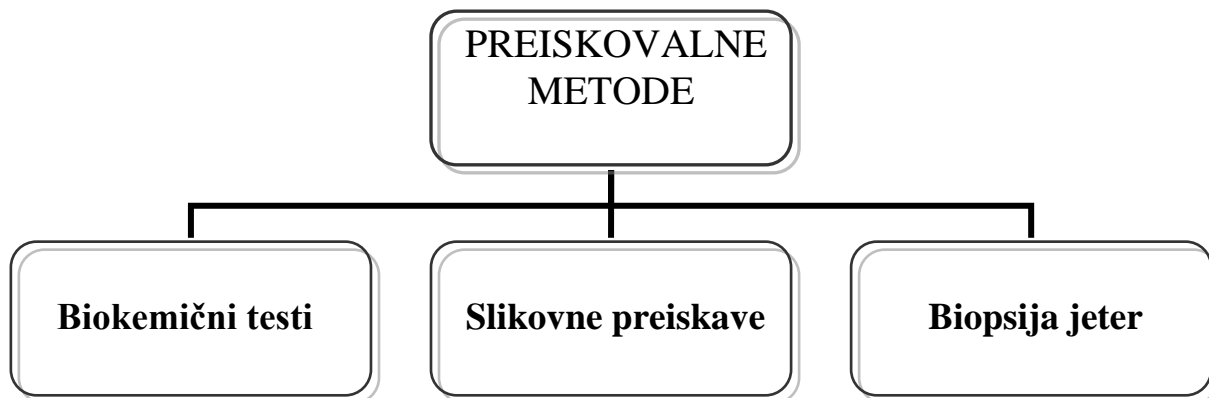 PREISKOVALNE
METODE
Biokemični testi
Slikovne preiskave
Biopsija jeter